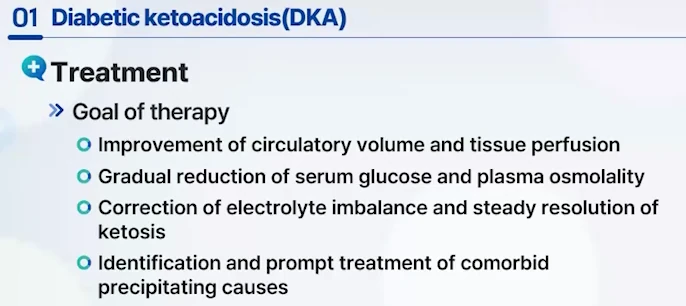 01 Diabetic ketoacidosis(DKA)
Treatment
Goal of therapy
Improvement of circulatory volume and tissue perfusion
Gradual reduction of serum glucose and plasma osmolality
Correction of electrolyte imbalance and steady resolution of
ketosis
Identification and prompt treatment of comorbid
precipitating causes